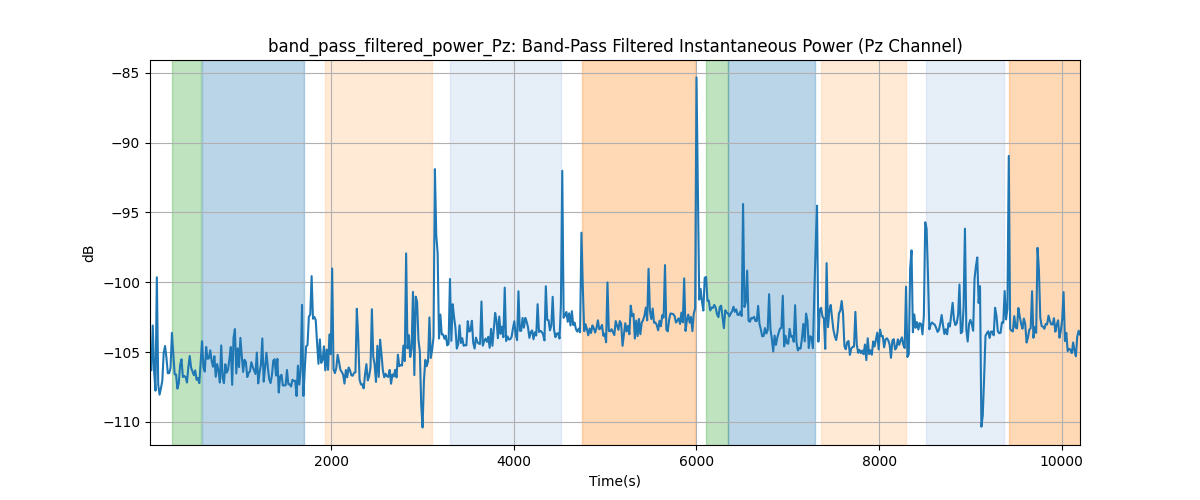 band_pass_filtered_power_Pz: Band-Pass Filtered Instantaneous Power (Pz Channel)
−85
−90
−95
−100
−105
−110
dB
2000 4000 6000 8000 10000
Time(s)